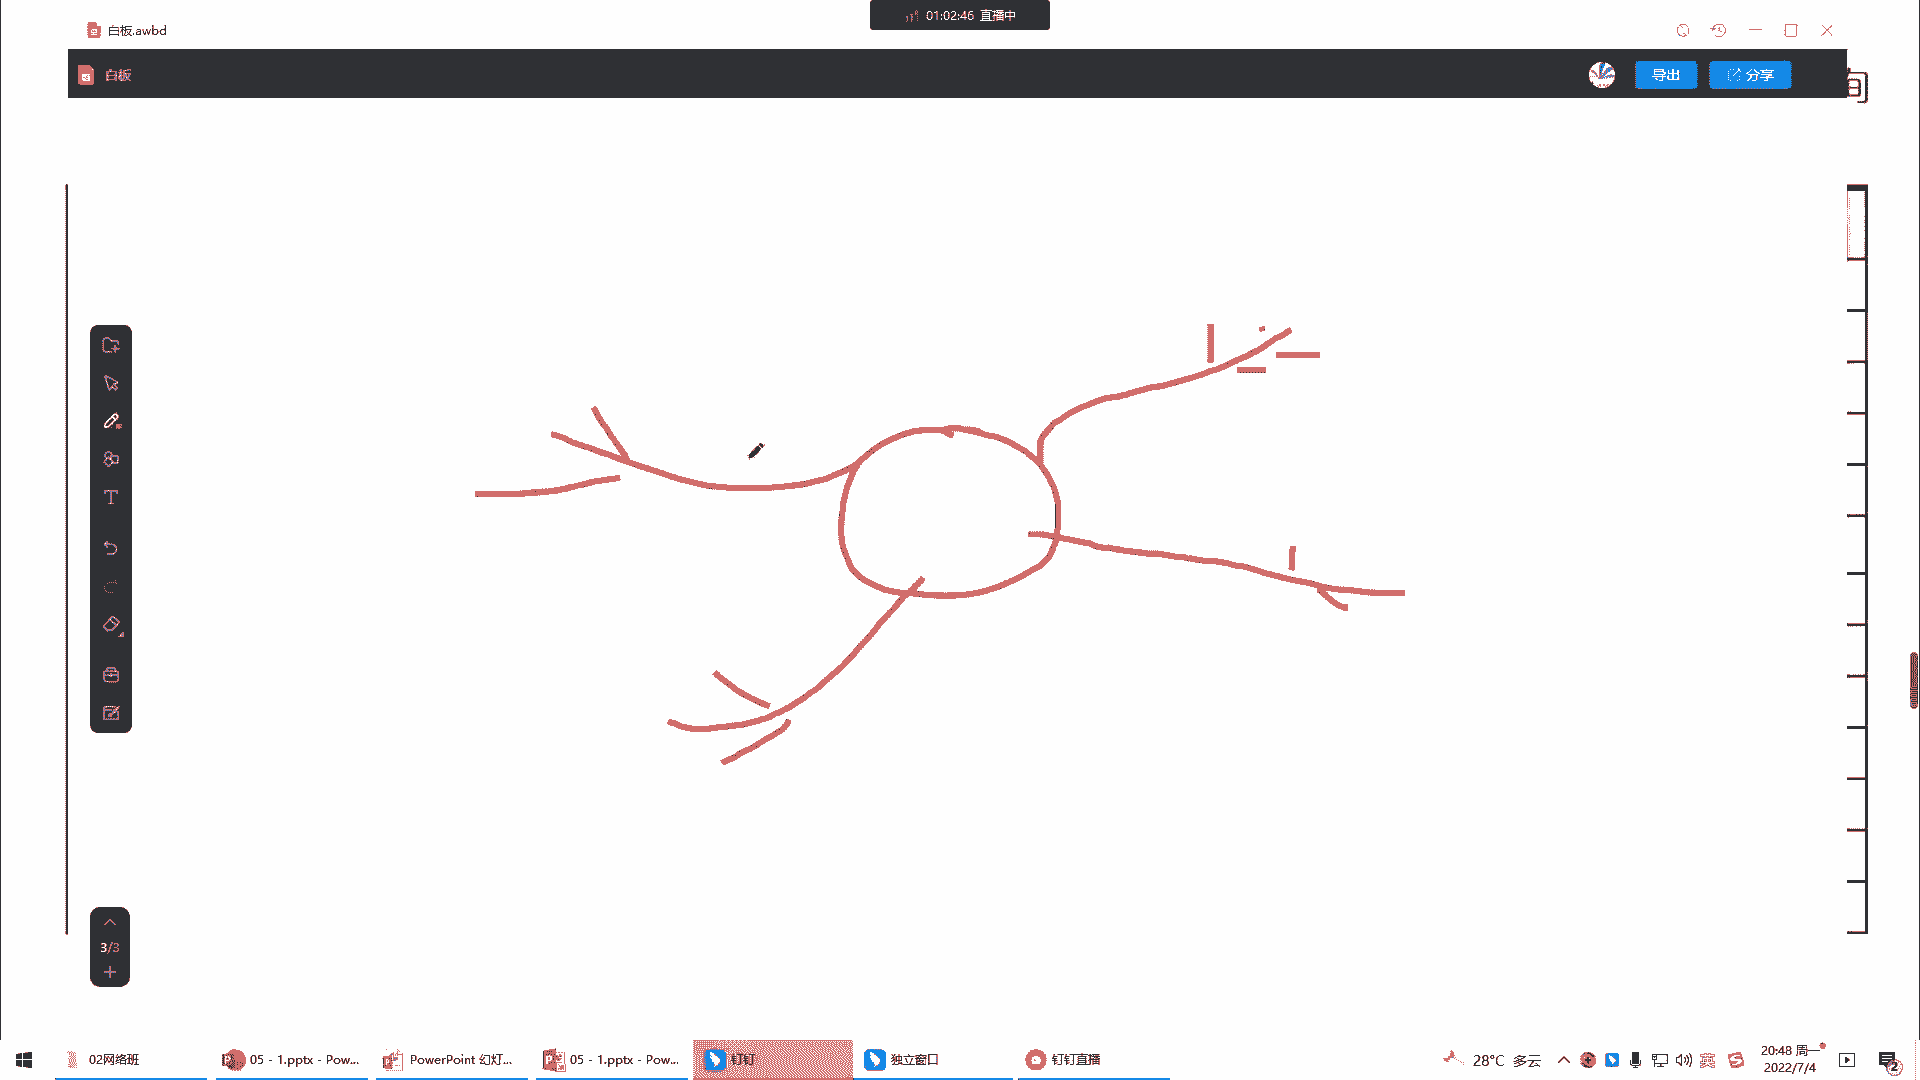 01:02:46 直播中
白板.awbd
白板
导出
分享
T
3/3
02网络班
05 - 1.pptx - Pow...
PowerPoint 幻灯...
05 - 1.pptx - Pow...
钉钉
独立窗口
钉钉直播
28°C 多云
英
20:48 周一
2022/7/4
2